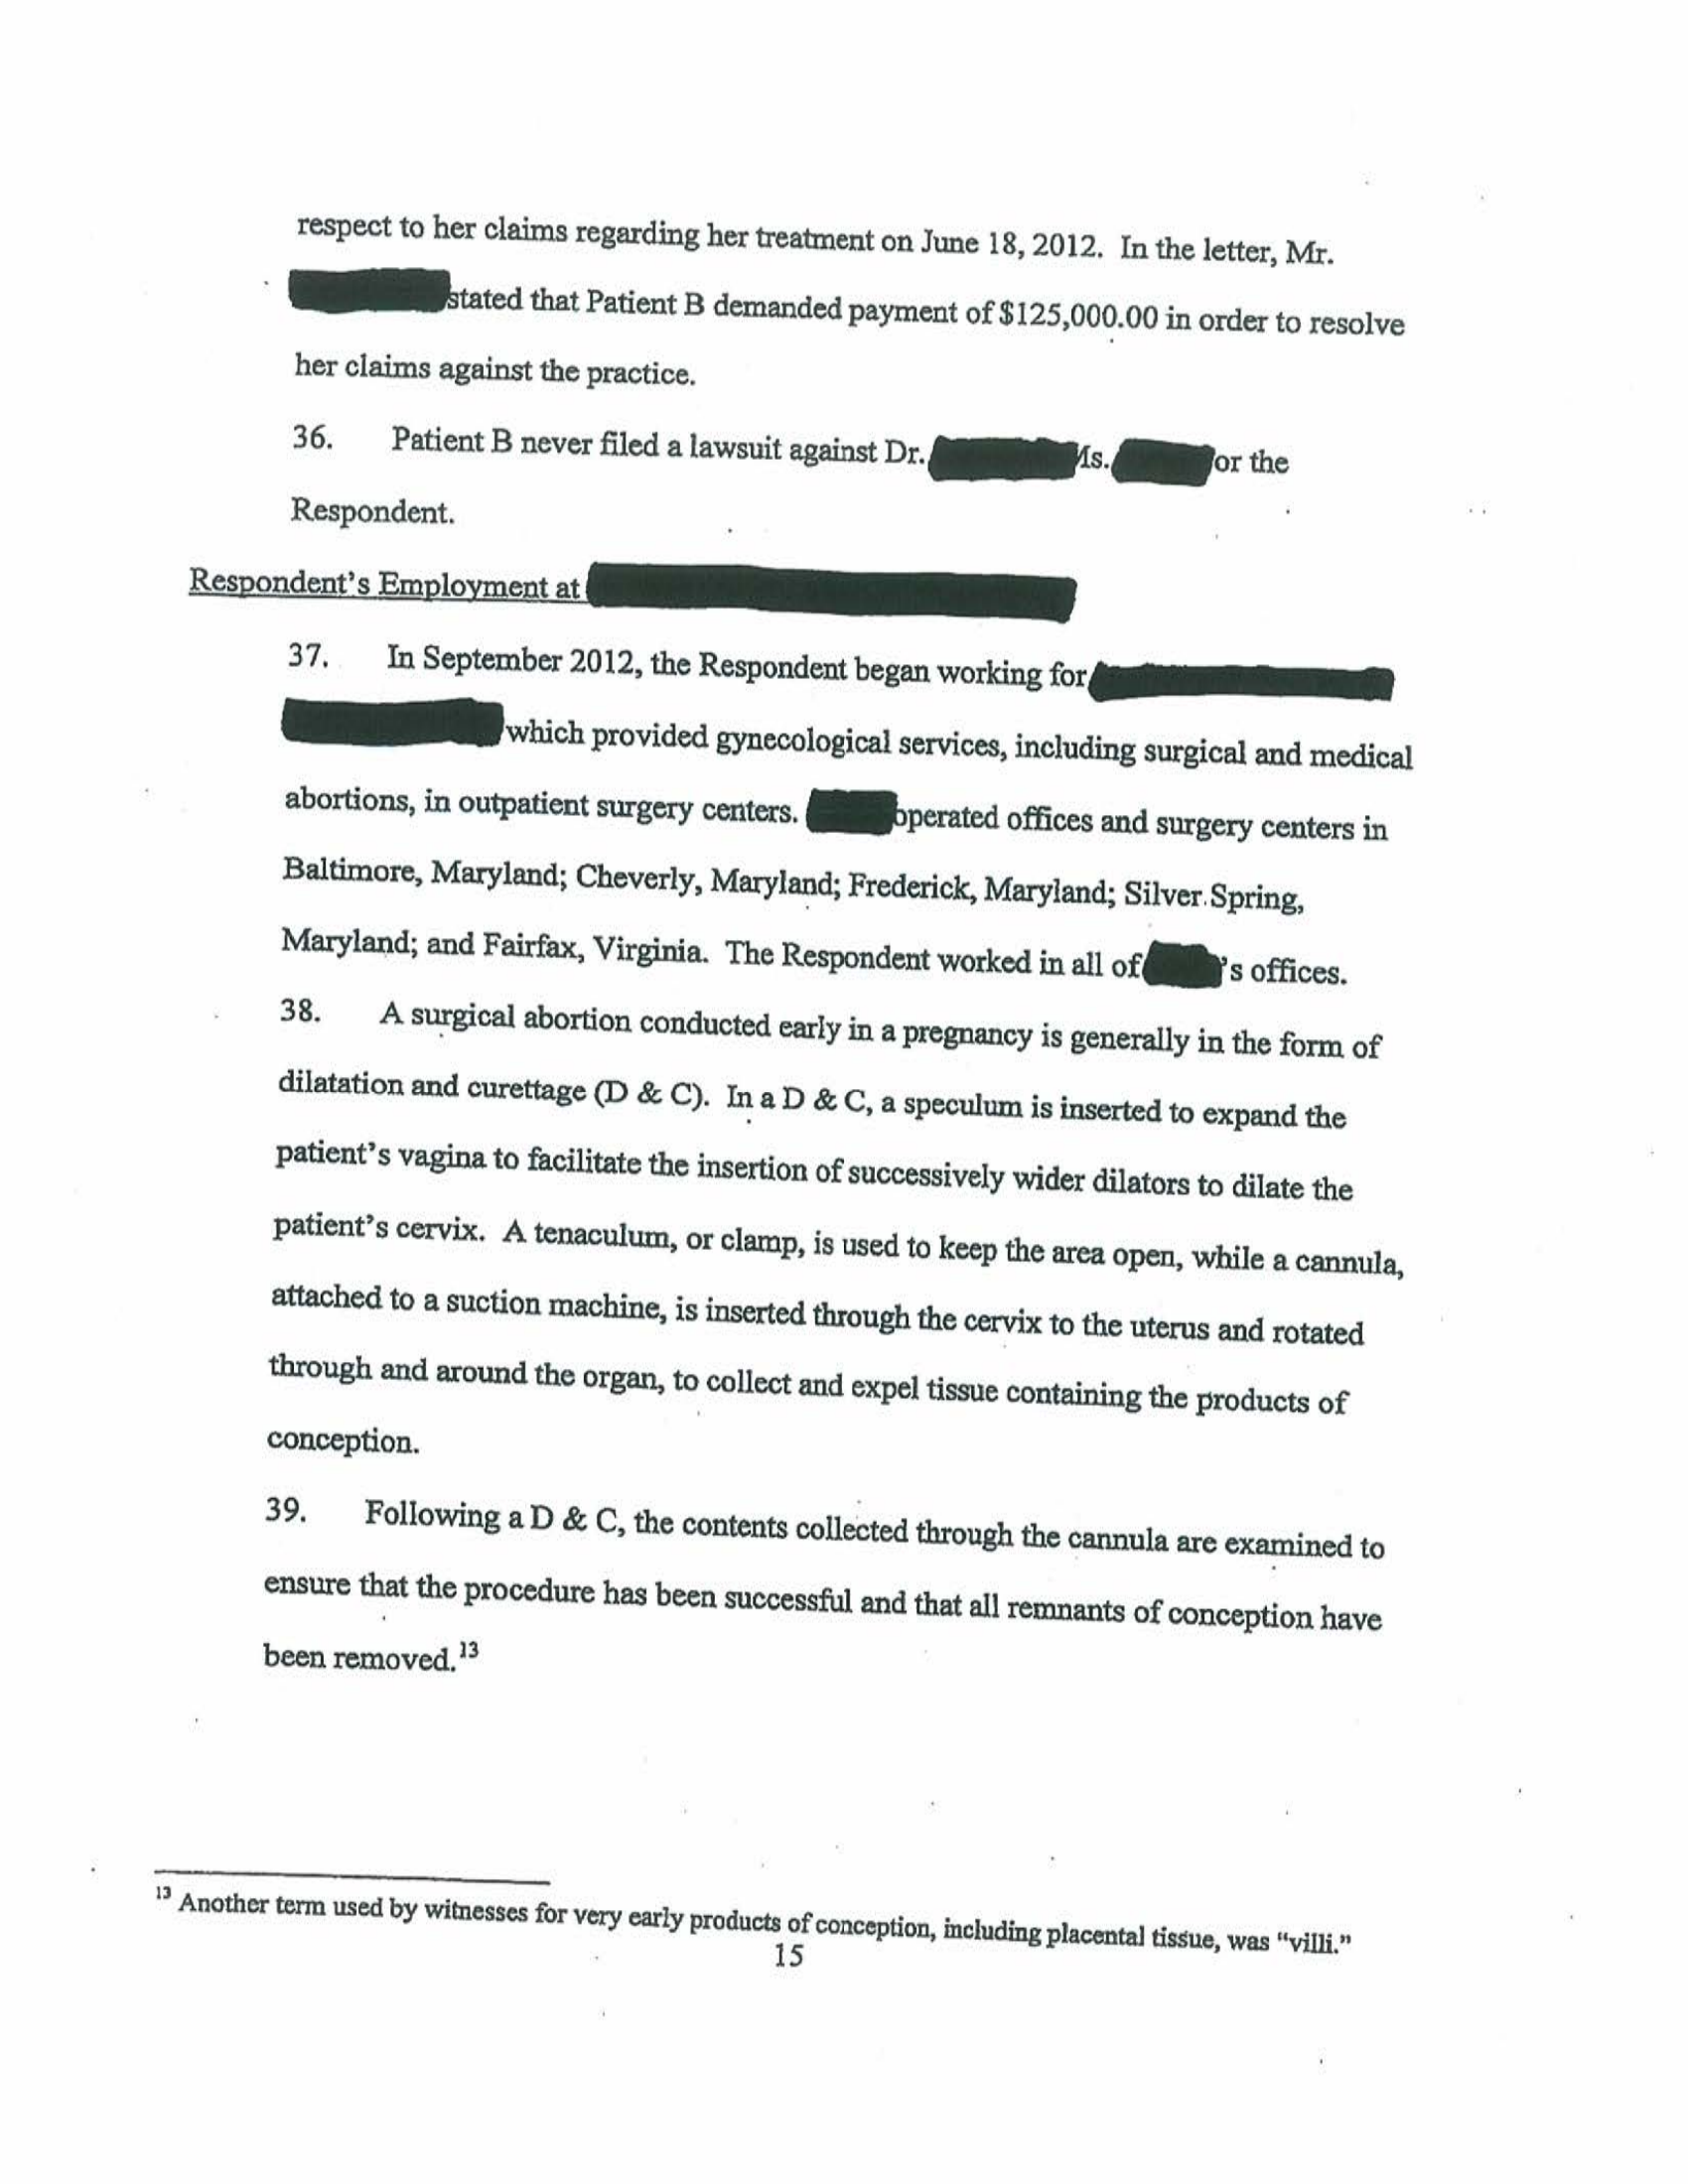 respect to her claims regarding her treatment on June 18, 2012. In the letter, Mr.
stated that Patient B demanded payment of $125,000.00 in order to resolve
her claims against the practice.
36. Patient B never filed a lawsuit against Dr. Ms. or the
Respondent.
Respondent's Employment at
37. In September 2012, the Respondent began working for
which provided gynecological services, including surgical and medical
abortions, in outpatient surgery centers. operated offices and surgery centers in
Baltimore, Maryland; Cheverly, Maryland; Frederick, Maryland; Silver Spring,
Maryland; and Fairfax, Virginia. The Respondent worked in all of 's offices.
38. A surgical abortion conducted early in a pregnancy is generally in the form of
dilatation and curettage (D & C). In a D & C, a speculum is inserted to expand the
patient's vagina to facilitate the insertion of successively wider dilators to dilate the
patient's cervix. A tenaculum, or clamp, is used to keep the area open, while a cannula,
attached to a suction machine, is inserted through the cervix to the uterus and rotated
through and around the organ, to collect and expel tissue containing the products of
conception.
39. Following a D & C, the contents collected through the cannula are examined to
ensure that the procedure has been successful and that all remnants of conception have
been removed.13
13 Another term used by witnesses for very early products of conception, including placental tissue, was "villi."
15